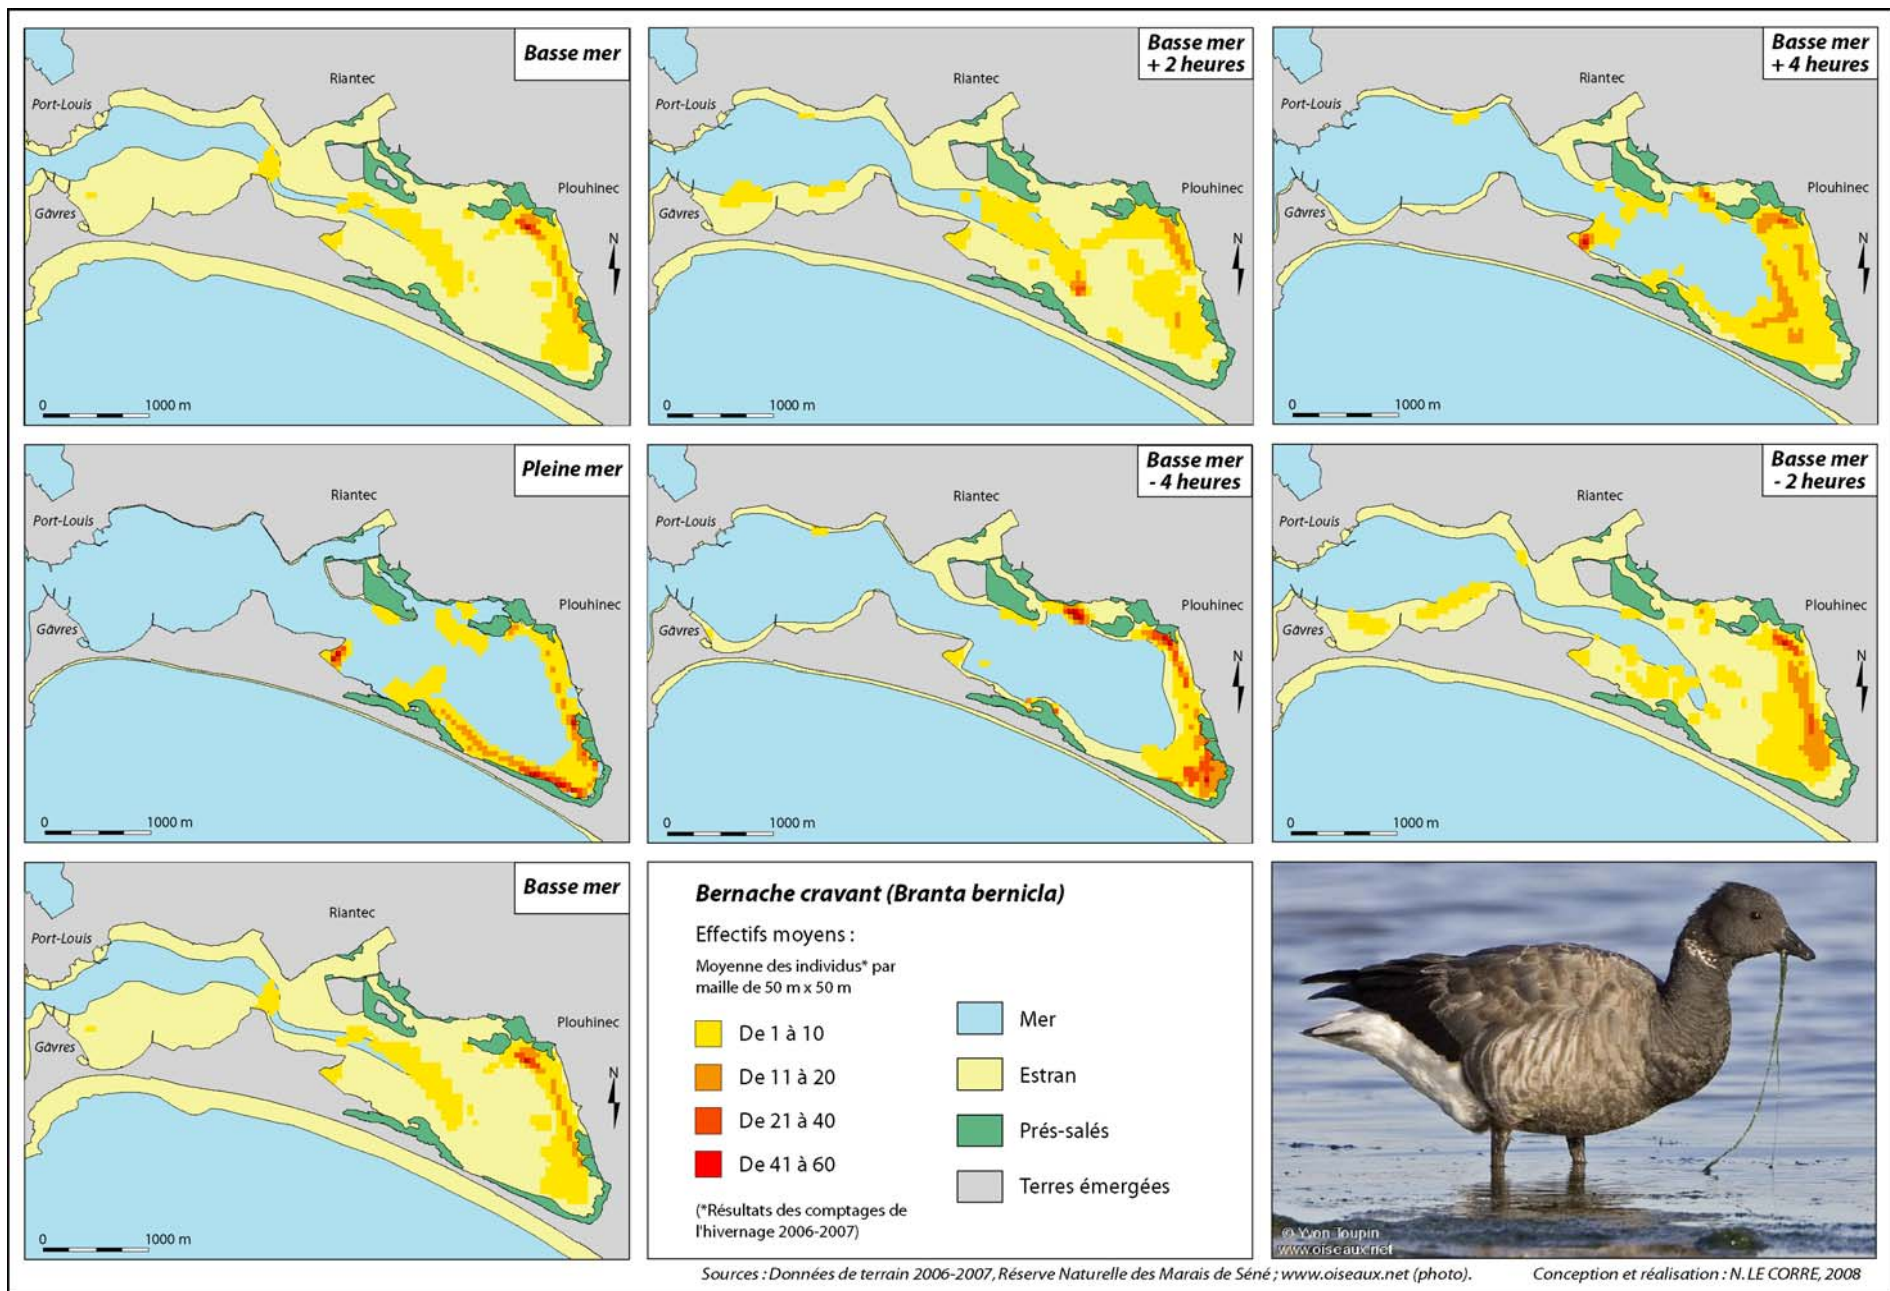 Basse mer
Riantec
Port-Louis
Plouhinec
Gâvres
N
0 1000 m
Basse mer
+ 2 heures
Riantec
Port-Louis
Plouhinec
Gâvres
N
0 1000 m
Basse mer
+ 4 heures
Riantec
Port-Louis
Plouhinec
Gâvres
N
0 1000 m
Pleine mer
Riantec
Port-Louis
Plouhinec
Gâvres
N
0 1000 m
Basse mer
- 4 heures
Riantec
Port-Louis
Plouhinec
Gâvres
N
0 1000 m
Basse mer
- 2 heures
Riantec
Port-Louis
Plouhinec
Gâvres
N
0 1000 m
Basse mer
Riantec
Port-Louis
Plouhinec
Gâvres
N
0 1000 m
Bernache cravant (Branta bernicla)
Effectifs moyens :
Moyenne des individus* par
maille de 50 m x 50 m
De 1 à 10
De 11 à 20
De 21 à 40
De 41 à 60
(*Résultats des comptages de
l'hivernage 2006-2007)
Mer
Estran
Prés-salés
Terres émergées
© Yvon Toupin
www.oiseaux.net
Sources : Données de terrain 2006-2007, Réserve Naturelle des Marais de Séné ; www.oiseaux.net (photo).
Conception et réalisation : N. LE CORRE, 2008